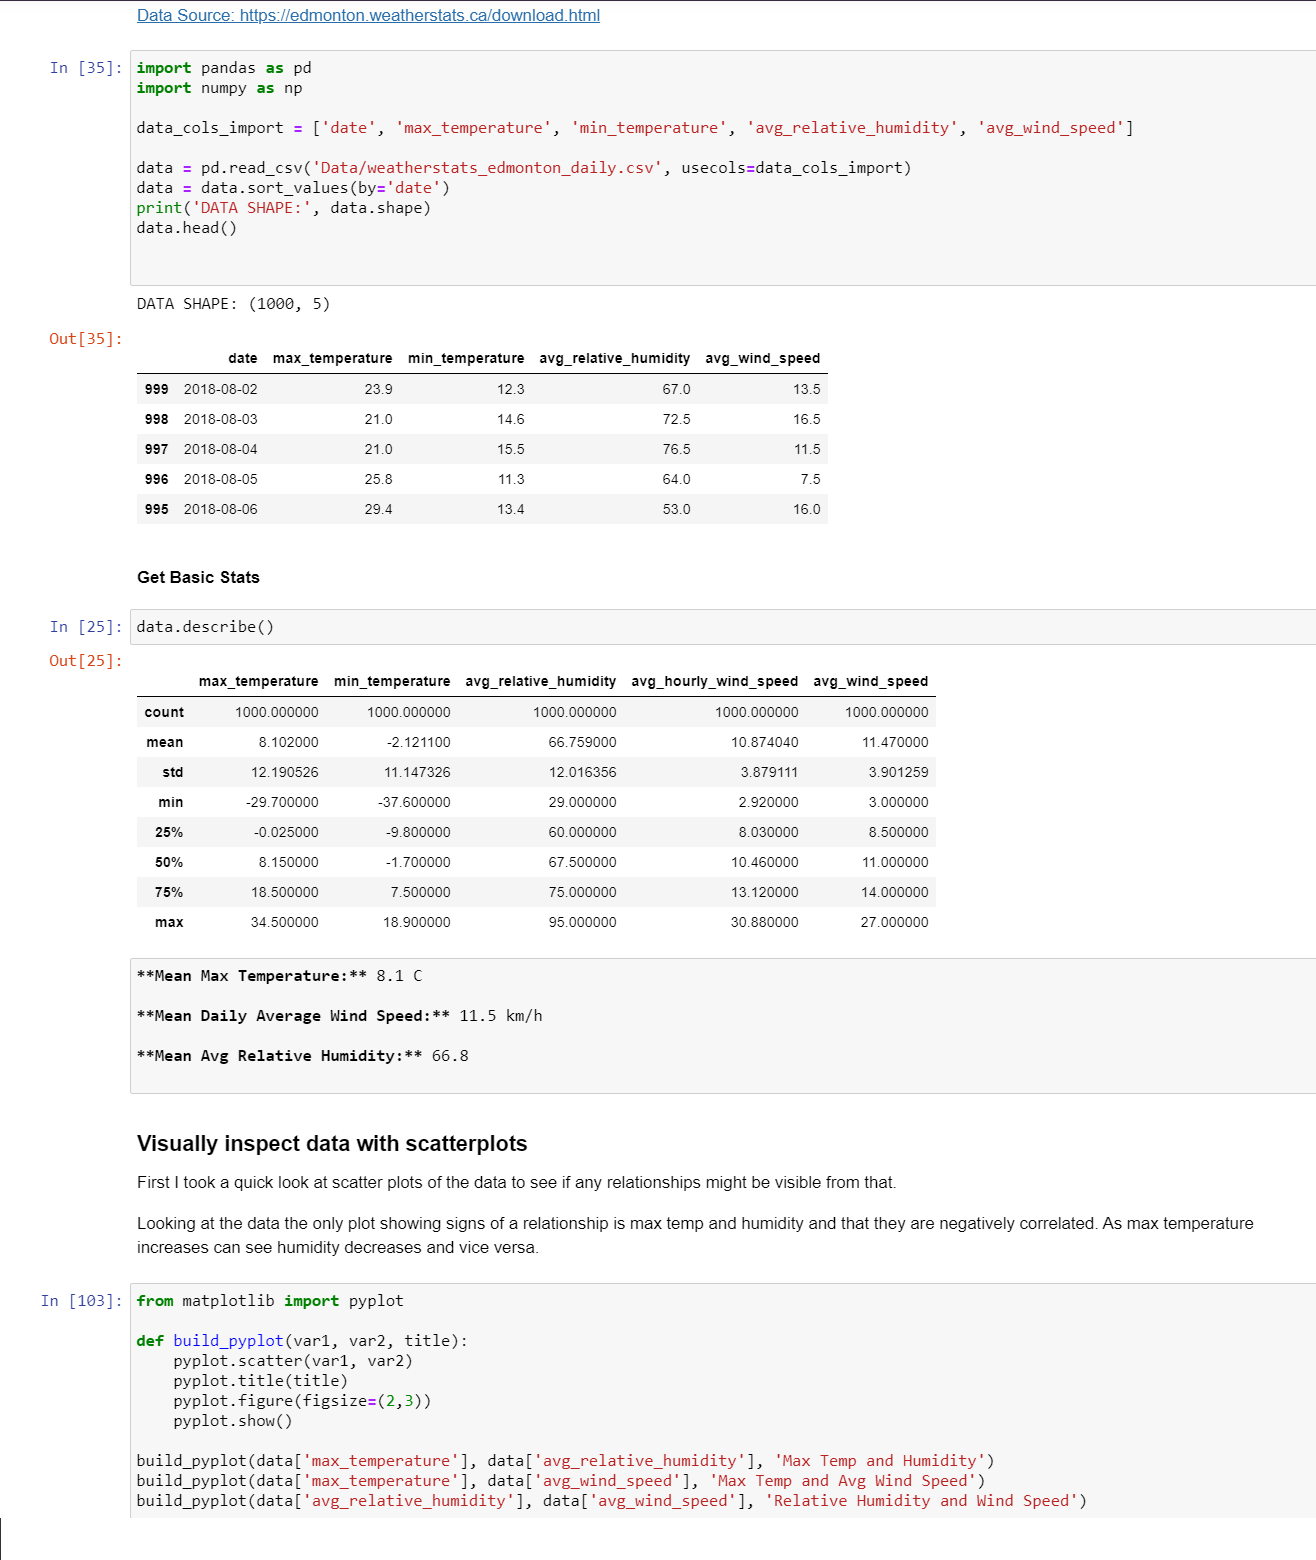 Data Source: https://edmonton.weatherstats.ca/download.html
In [35]:
import pandas as pd
import numpy as np
data_cols_import = ['date', 'max_temperature', 'min_temperature', 'avg_relative_humidity', 'avg_wind_speed']
data = pd.read_csv('Data/weatherstats_edmonton_daily.csv', usecols=data_cols_import)
data = data.sort_values(by='date')
print('DATA SHAPE:', data.shape)
data.head()
DATA SHAPE: (1000, 5)
Out[35]:
date max_temperature min_temperature avg_relative_humidity avg_wind_speed
999 2018-08-02 23.9 12.3 67.0 13.5
998 2018-08-03 21.0 14.6 72.5 16.5
997 2018-08-04 21.0 15.5 76.5 11.5
996 2018-08-05 25.8 11.3 64.0 7.5
995 2018-08-06 29.4 13.4 53.0 16.0
Get Basic Stats
In [25]: data.describe()
Out[25]:
max_temperature min_temperature avg_relative_humidity avg_hourly_wind_speed avg_wind_speed
count 1000.000000 1000.000000 1000.000000 1000.000000 1000.000000
mean 8.102000 -2.121100 66.759000 10.874040 11.470000
std 12.190526 11.147326 12.016356 3.879111 3.901259
min -29.700000 -37.600000 29.000000 2.920000 3.000000
25% -0.025000 -9.800000 60.000000 8.030000 8.500000
50% 8.150000 -1.700000 67.500000 10.460000 11.000000
75% 18.500000 7.500000 75.000000 13.120000 14.000000
max 34.500000 18.900000 95.000000 30.880000 27.000000
**Mean Max Temperature:** 8.1 C
**Mean Daily Average Wind Speed:** 11.5 km/h
**Mean Avg Relative Humidity:** 66.8
Visually inspect data with scatterplots
First I took a quick look at scatter plots of the data to see if any relationships might be visible from that.
Looking at the data the only plot showing signs of a relationship is max temp and humidity and that they are negatively correlated. As max temperature
increases can see humidity decreases and vice versa.
In [103]:
from matplotlib import pyplot
def build_pyplot(var1, var2, title):
    pyplot.scatter(var1, var2)
    pyplot.title(title)
    pyplot.figure(figsize=(2,3))
    pyplot.show()
build_pyplot(data['max_temperature'], data['avg_relative_humidity'], 'Max Temp and Humidity')
build_pyplot(data['max_temperature'], data['avg_wind_speed'], 'Max Temp and Avg Wind Speed')
build_pyplot(data['avg_relative_humidity'], data['avg_wind_speed'], 'Relative Humidity and Wind Speed')